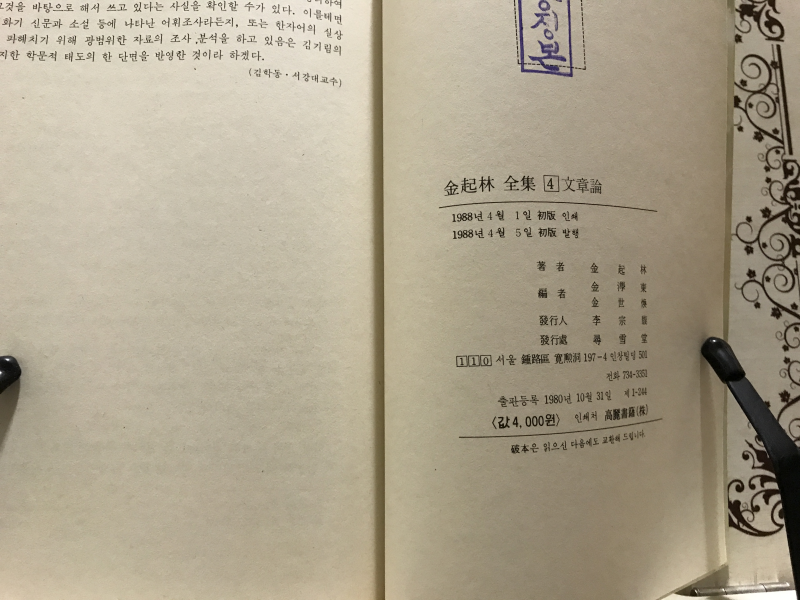 그것을 바탕으로 해서 쓰고 있다는 사실을 확인할 수가 있다. 이를테면
화기 신문과 소설 등에 나타난 어휘조사라든지, 또는 한자어의 실상
파헤치기 위해 광범위한 자료의 조사 분석을 하고 있음은 김기림의
지한 학문적 태도의 한 단면을 반영한 것이라 하겠다.
(김학동·서강대교수)
증정본
金起林 全集 4 文章論
1988년 4월 1일 初版 인쇄
1988년 4월 5일 初版 발행
著者 金起林
編者 金澤東
金世煥
發行人 李宗
發行處 尋雪堂
110 서울 鍾路區 寬勲洞 197-4 인창빌딩 501
전화 734-3351
출판등록 1980년 10월 31일 제1-244
〈값 4,000원〉 인쇄처 高麗書籍(株)
破本은 읽으신 다음에도 교환해 드립니다.